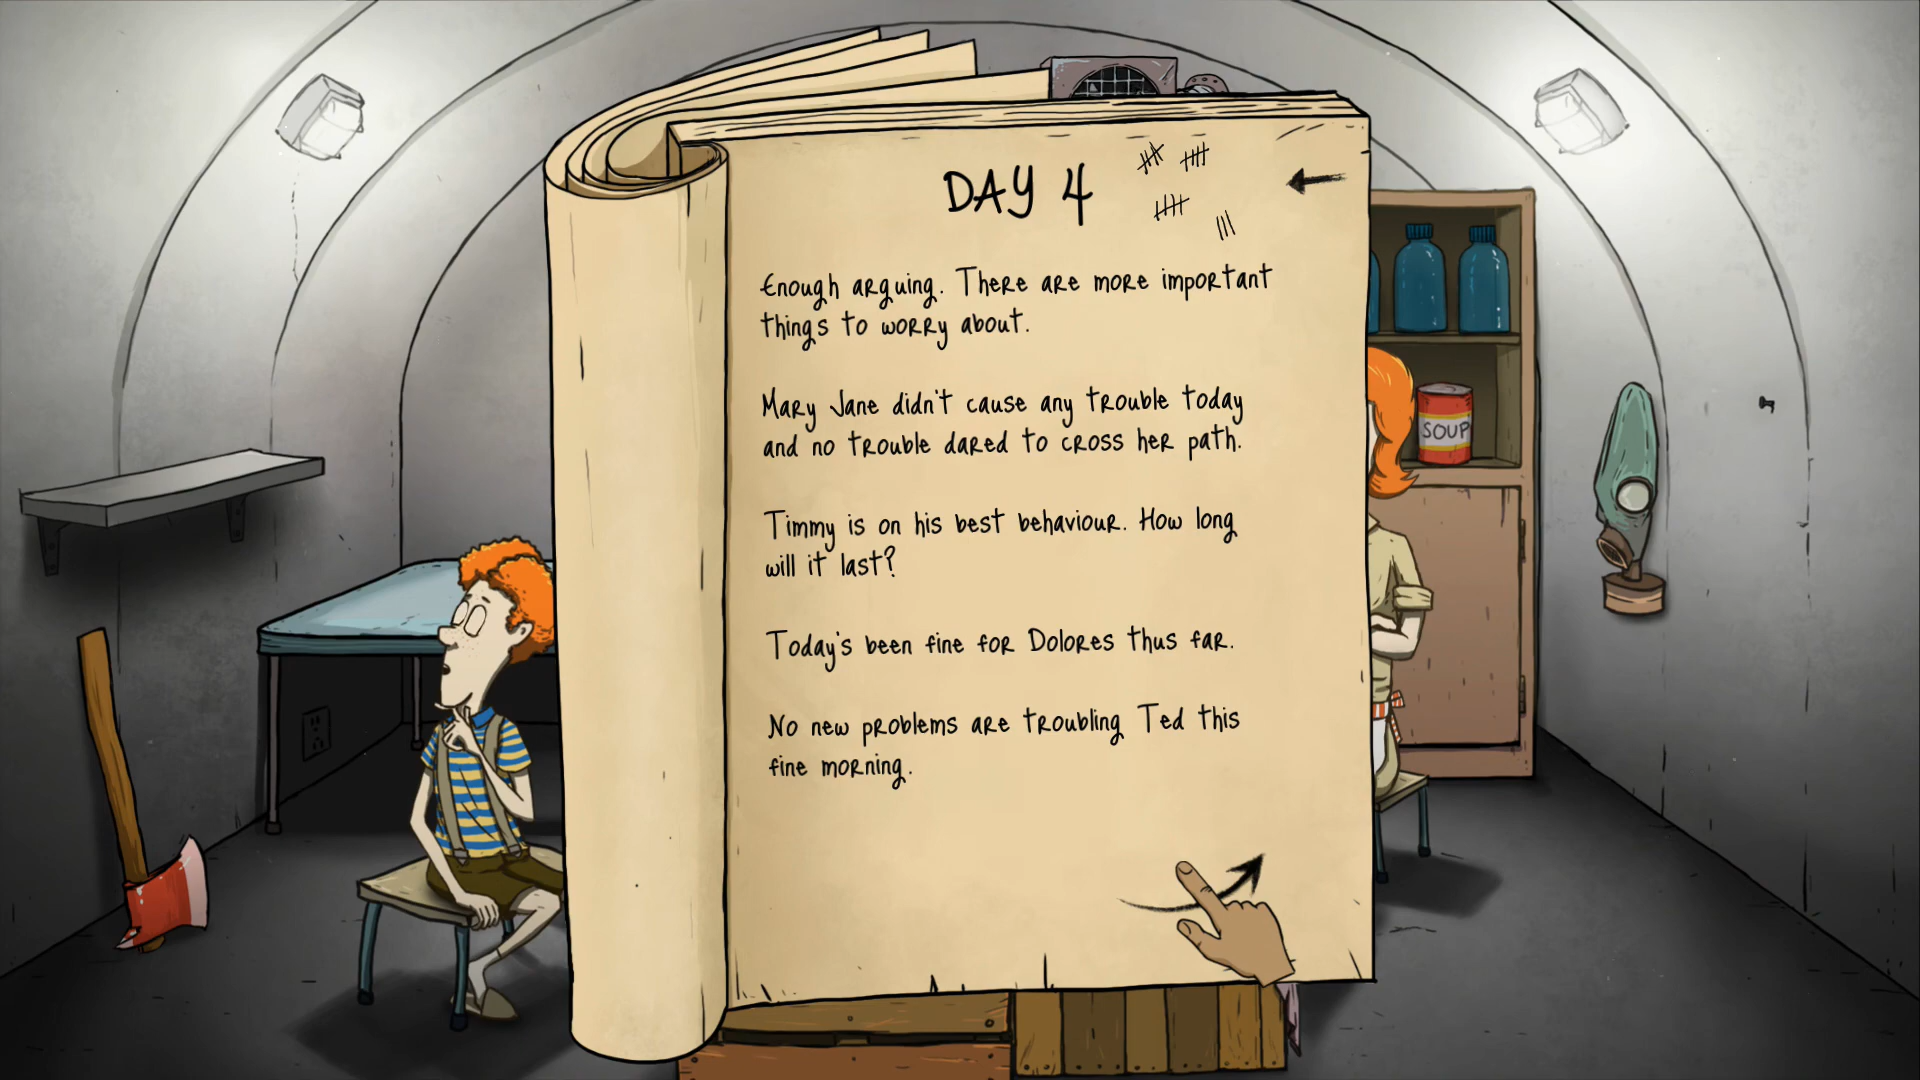 DAY 4
Enough arguing. There are more important
things to worry about.
Mary Jane didn't cause any trouble today
and no trouble dared to cross her path.
Timmy is on his best behaviour. How long
will it last?
Today's been fine for Dolores thus far.
No new problems are troubling Ted this
fine morning.
SOUP